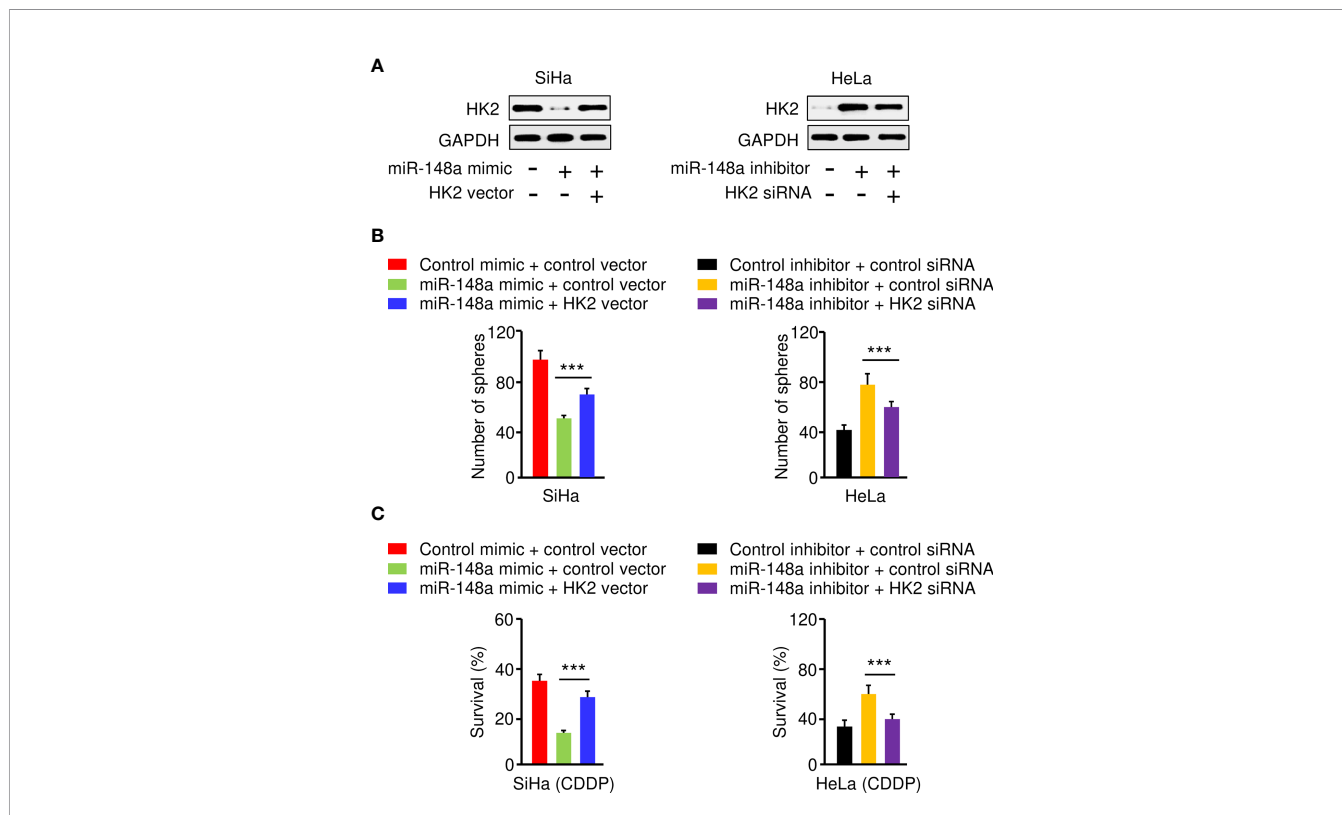 A
SiHa
HK2
GAPDH
miR-148a mimic - + +
HK2 vector - - +
HeLa
HK2
GAPDH
miR-148a inhibitor - + +
HK2 siRNA - - +
B
Control mimic + control vector
miR-148a mimic + control vector
miR-148a mimic + HK2 vector
Number of spheres
120
80
40
0
***
SiHa
Control inhibitor + control siRNA
miR-148a inhibitor + control siRNA
miR-148a inhibitor + HK2 siRNA
Number of spheres
120
80
40
0
***
HeLa
C
Control mimic + control vector
miR-148a mimic + control vector
miR-148a mimic + HK2 vector
Survival (%)
60
40
20
0
***
SiHa (CDDP)
Control inhibitor + control siRNA
miR-148a inhibitor + control siRNA
miR-148a inhibitor + HK2 siRNA
Survival (%)
120
80
40
0
***
HeLa (CDDP)